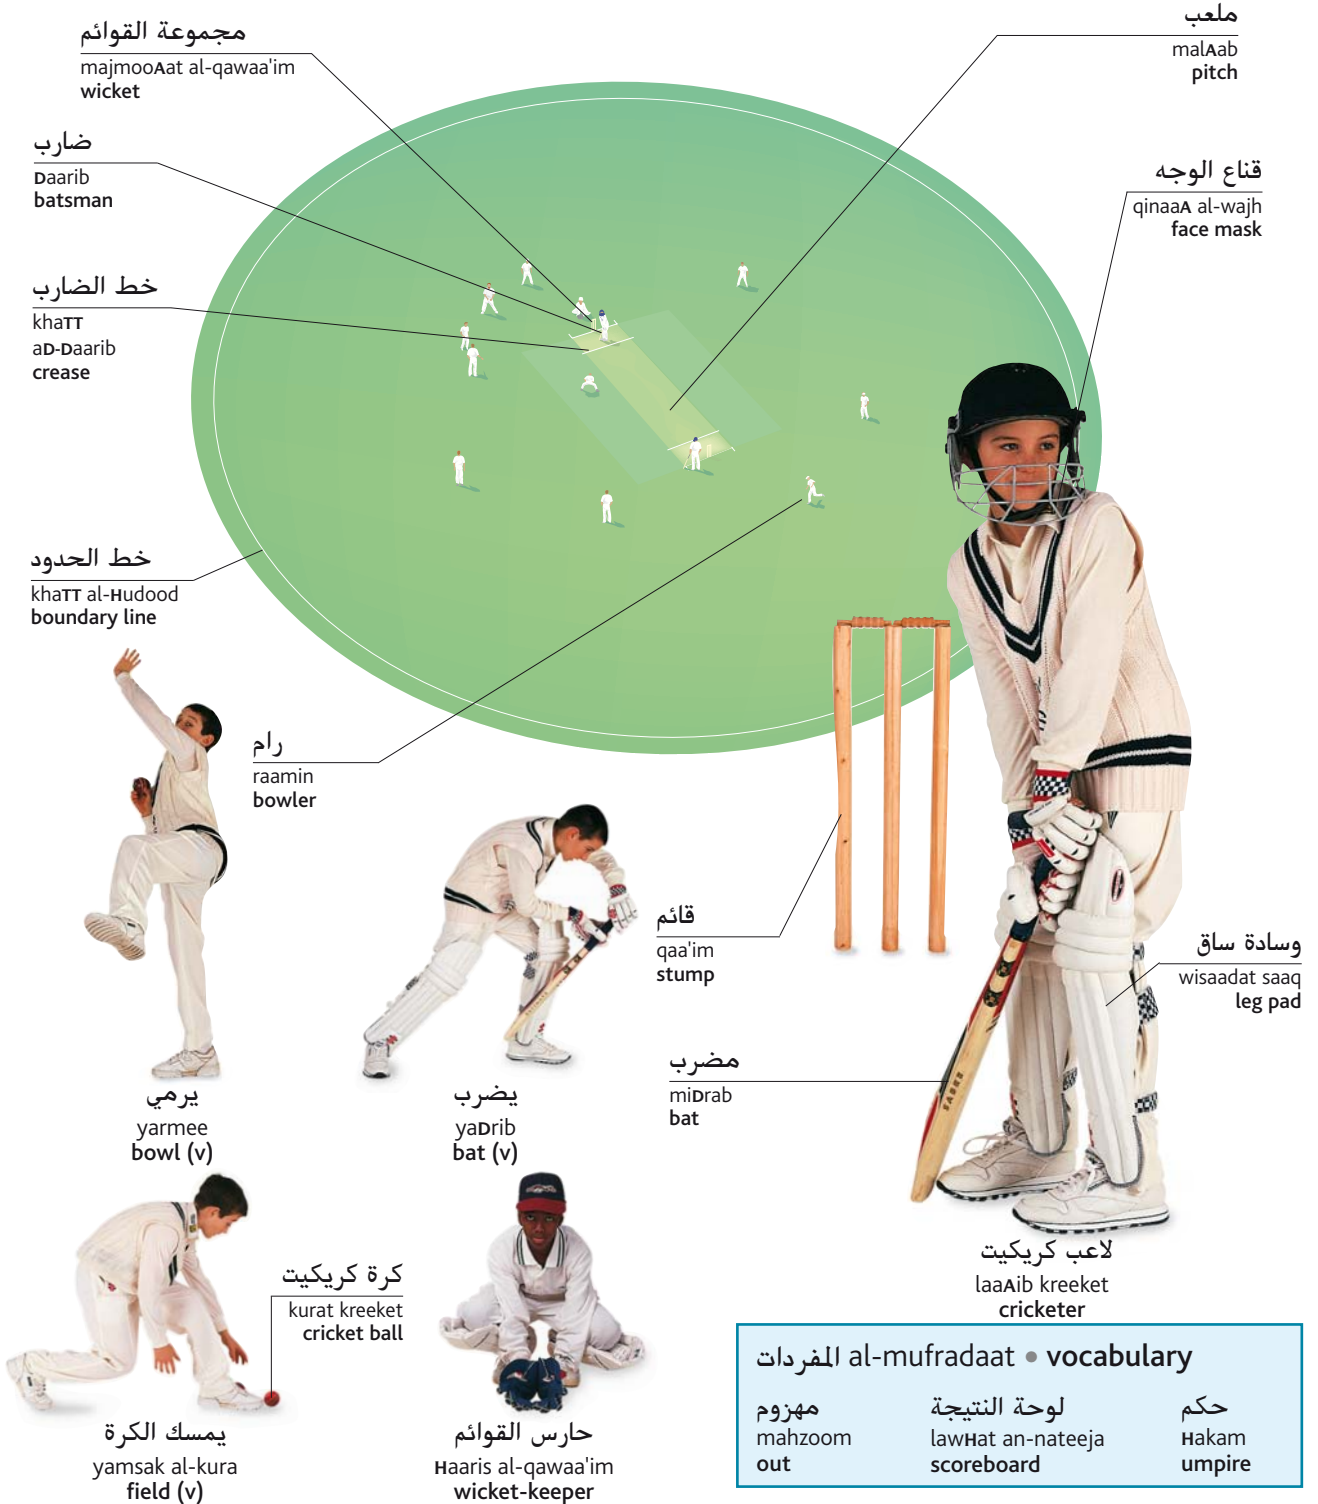 مجموعة القوائم
majmooAat al-qawaa'im
wicket
ملعب
malAab
pitch
ضارب
Daarib
batsman
قناع الوجه
qinaaA al-wajh
face mask
خط الضارب
khaTT
aD-Daarib
crease
خط الحدود
khaTT al-Hudood
boundary line
رام
raamin
bowler
قائم
qaa'im
stump
وسادة ساق
wisaadat saaq
leg pad
مضرب
miDrab
bat
يرمي
yarmee
bowl (v)
يضرب
yaDrib
bat (v)
لاعب كريكيت
laaAib kreeket
cricketer
كرة كريكيت
kurat kreeket
cricket ball
يمسك الكرة
yamsak al-kura
field (v)
حارس القوائم
Haaris al-qawaa'im
wicket-keeper
المفردات al-mufradaat • vocabulary
مهزوم
mahzoom
out
لوحة النتيجة
lawHat an-nateeja
scoreboard
حكم
Hakam
umpire
SABRE